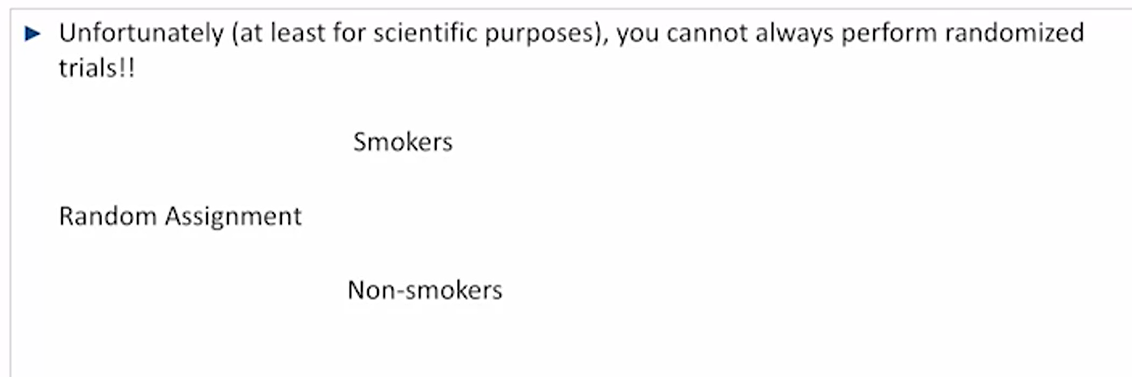 Unfortunately (at least for scientific purposes), you cannot always perform randomized
trials!!
Smokers
Random Assignment
Non-smokers